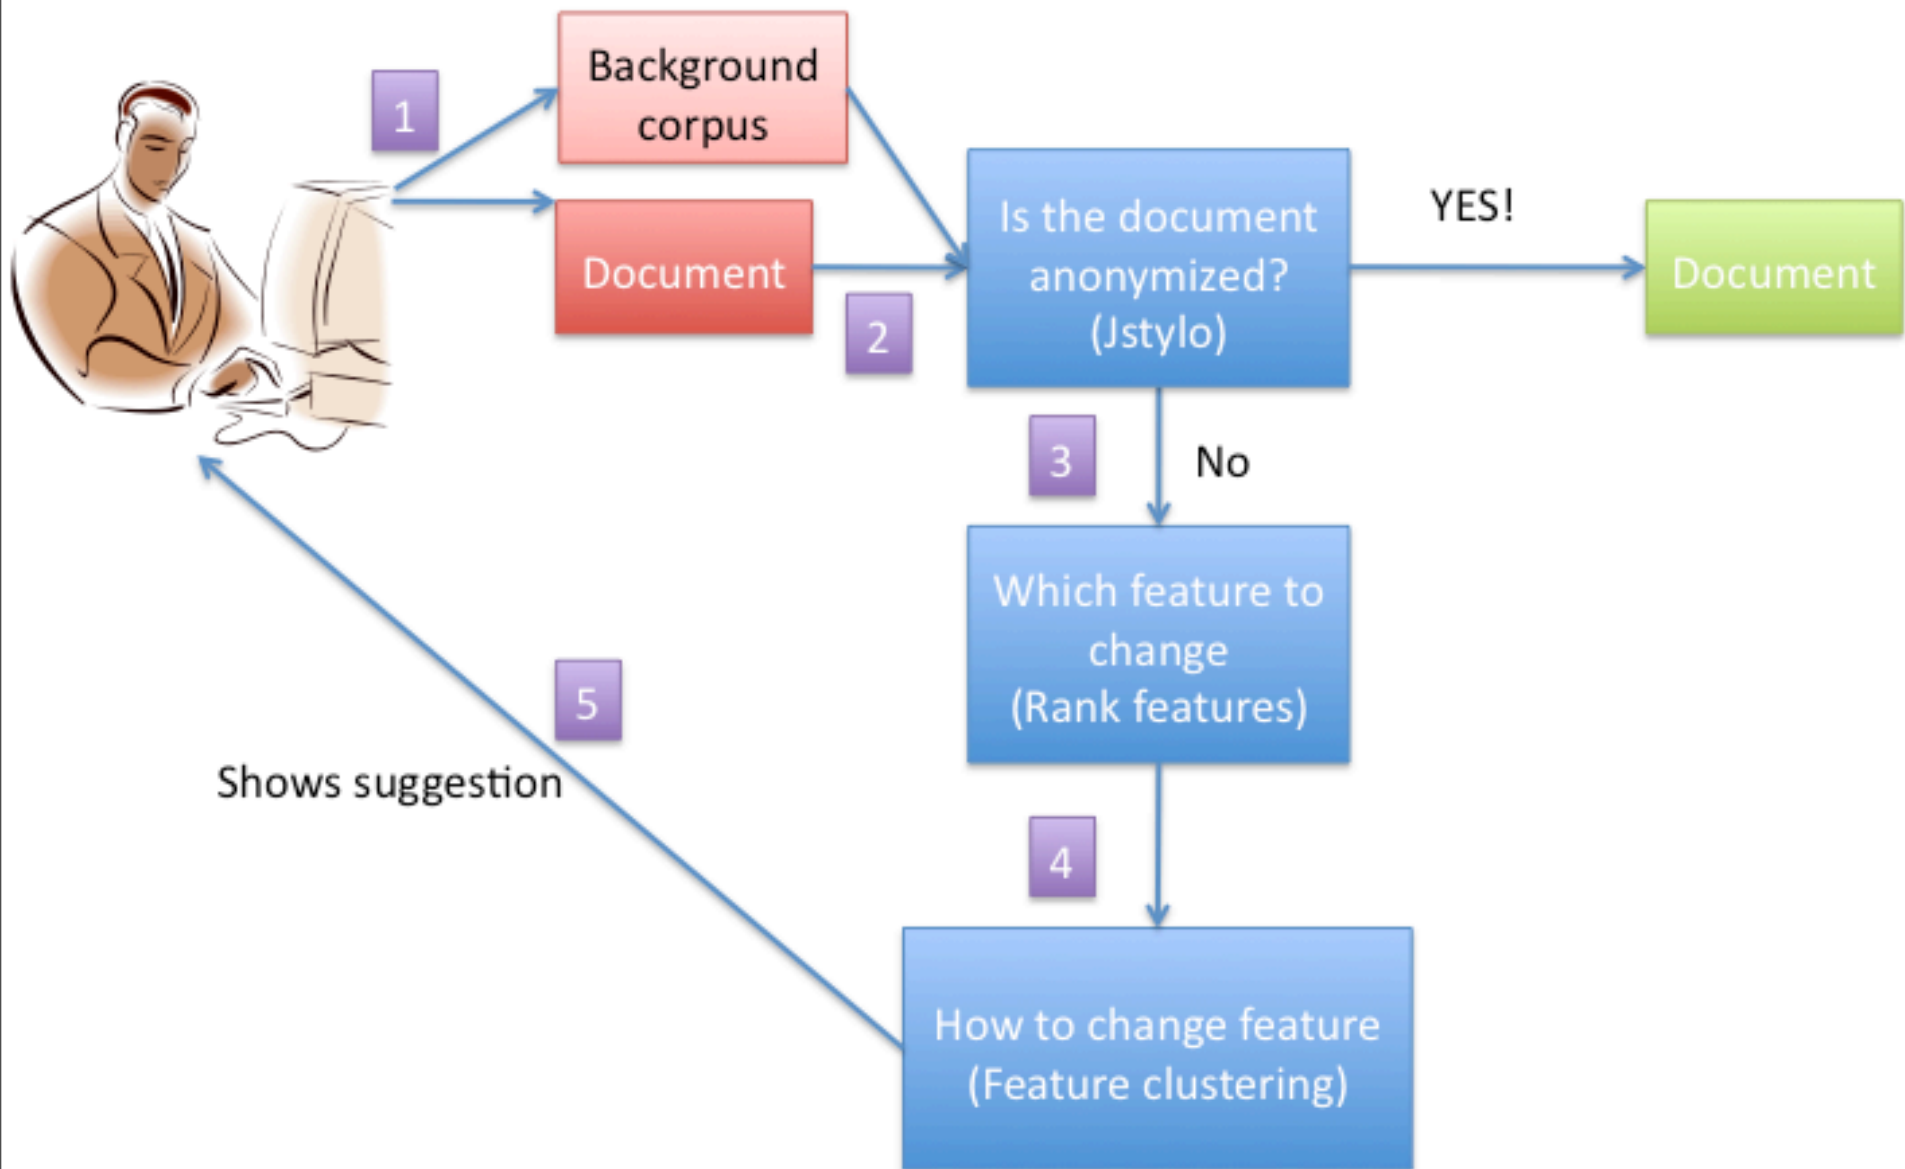 1
Background
corpus
Document
2
Is the document
anonymized?
(Jstylo)
YES!
Document
3
No
Which feature to
change
(Rank features)
4
How to change feature
(Feature clustering)
5
Shows suggestion